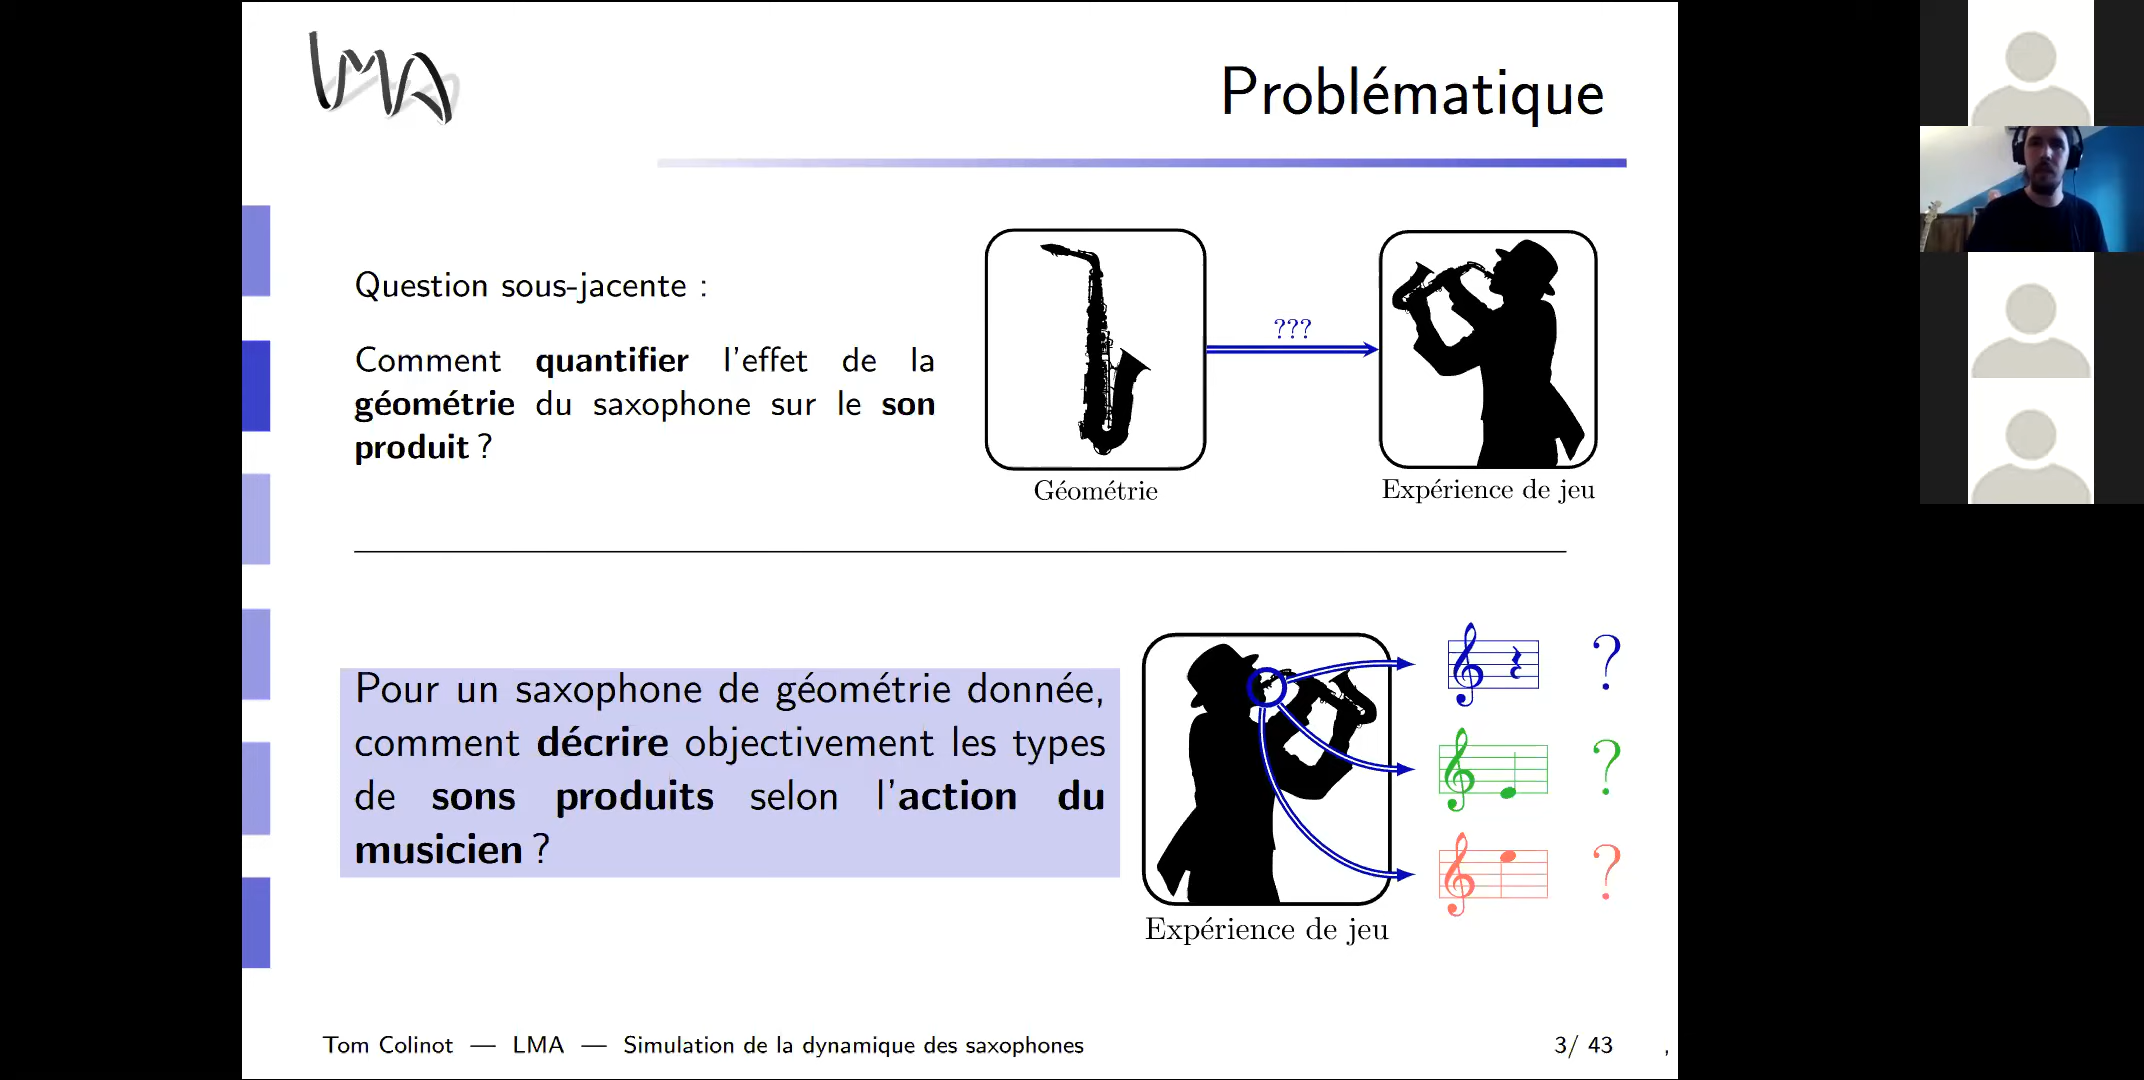 LMA
Problématique
Question sous-jacente :
Comment quantifier l'effet de la
géométrie du saxophone sur le son
produit ?
???
Géométrie
Expérience de jeu
Pour un saxophone de géométrie donnée,
comment décrire objectivement les types
de sons produits selon l'action du
musicien ?
?
?
?
Expérience de jeu
Tom Colinot — LMA — Simulation de la dynamique des saxophones
3/ 43
,